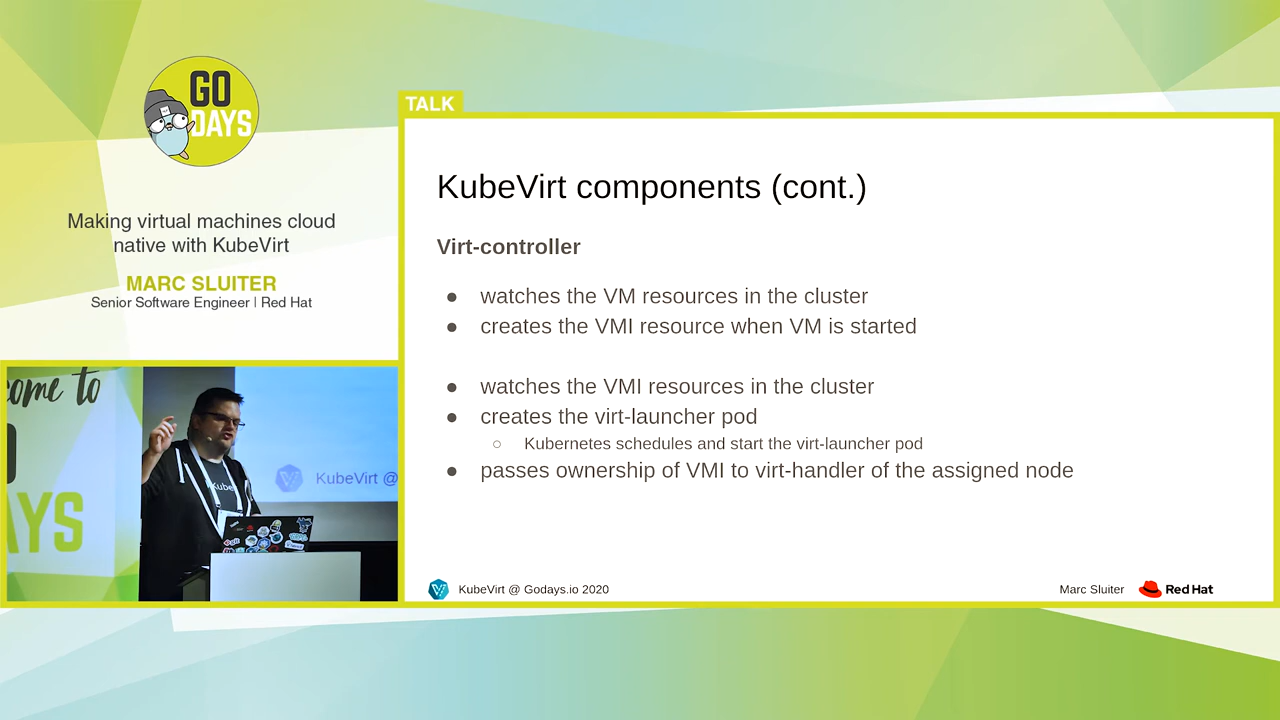 GO
DAYS
Making virtual machines cloud
native with KubeVirt
MARC SLUITER
Senior Software Engineer | Red Hat
TALK
KubeVirt components (cont.)
Virt-controller
● watches the VM resources in the cluster
● creates the VMI resource when VM is started
● watches the VMI resources in the cluster
● creates the virt-launcher pod
○ Kubernetes schedules and start the virt-launcher pod
● passes ownership of VMI to virt-handler of the assigned node
KubeVirt @ Godays.io 2020
Marc Sluiter
Red Hat
come to
AYS
KubeVirt @
Kube